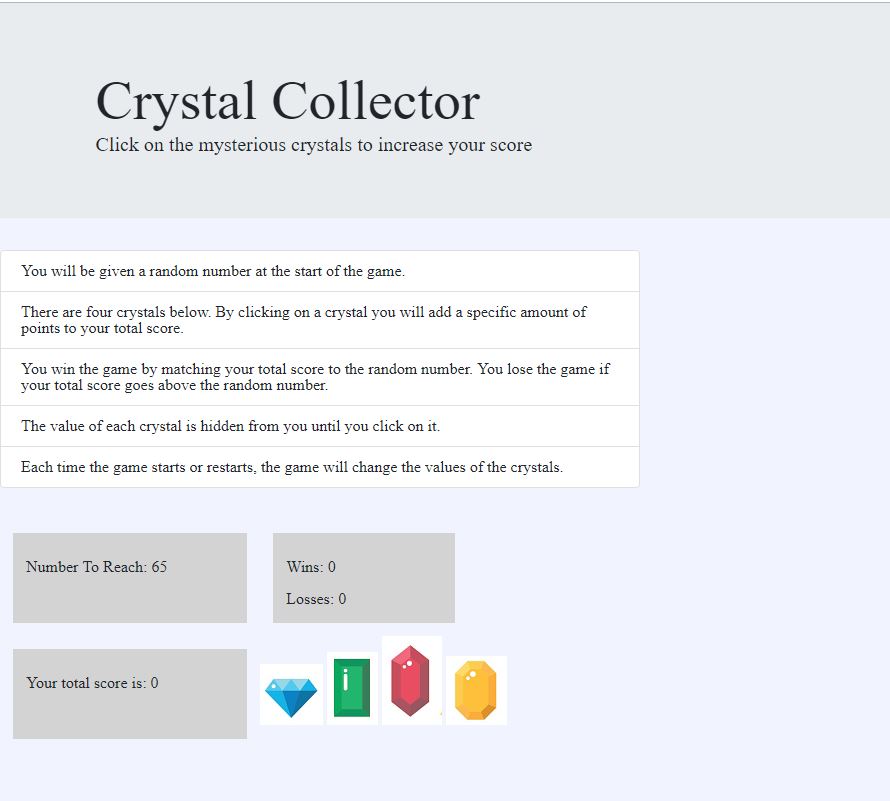 Crystal Collector
Click on the mysterious crystals to increase your score
You will be given a random number at the start of the game.
There are four crystals below. By clicking on a crystal you will add a specific amount of
points to your total score.
You win the game by matching your total score to the random number. You lose the game if
your total score goes above the random number.
The value of each crystal is hidden from you until you click on it.
Each time the game starts or restarts, the game will change the values of the crystals.
Number To Reach: 65
Wins: 0
Losses: 0
Your total score is: 0